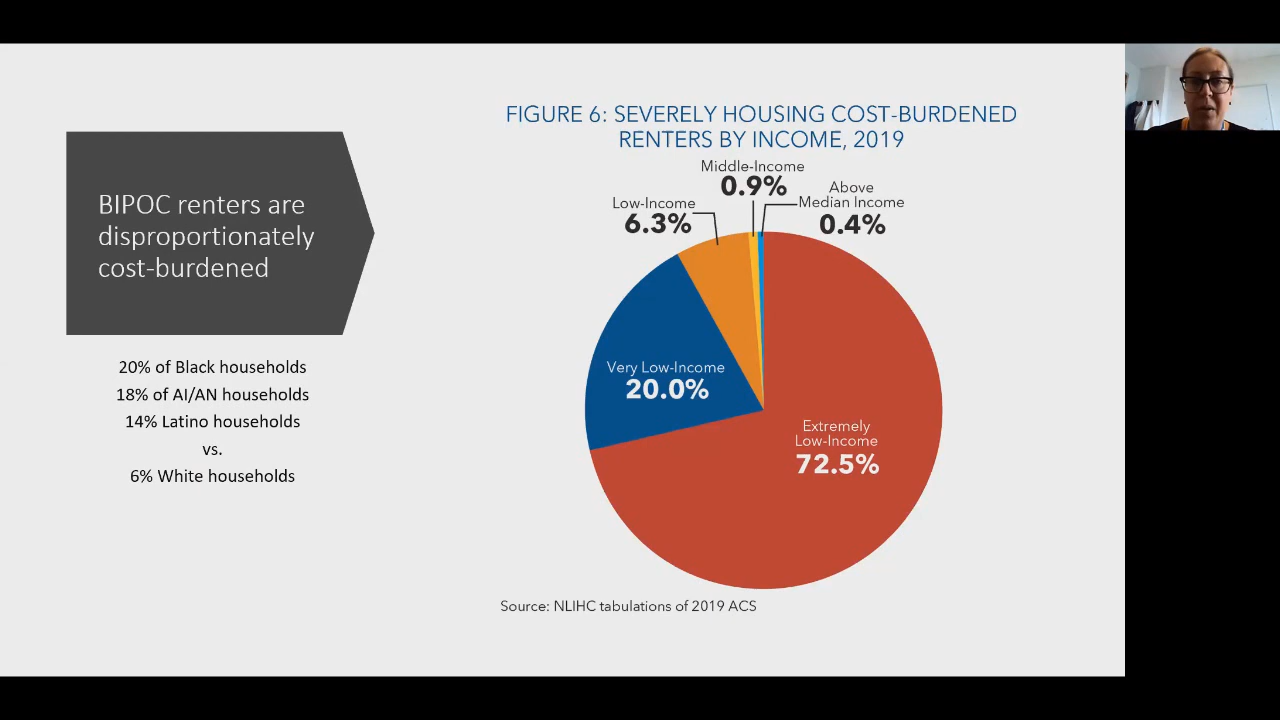 BIPOC renters are
disproportionately
cost-burdened
20% of Black households
18% of AI/AN households
14% Latino households
vs.
6% White households
FIGURE 6: SEVERELY HOUSING COST-BURDENED
RENTERS BY INCOME, 2019
Middle-Income
0.9%
Above
Median Income
0.4%
Low-Income
6.3%
Very Low-Income
20.0%
Extremely
Low-Income
72.5%
Source: NLIHC tabulations of 2019 ACS